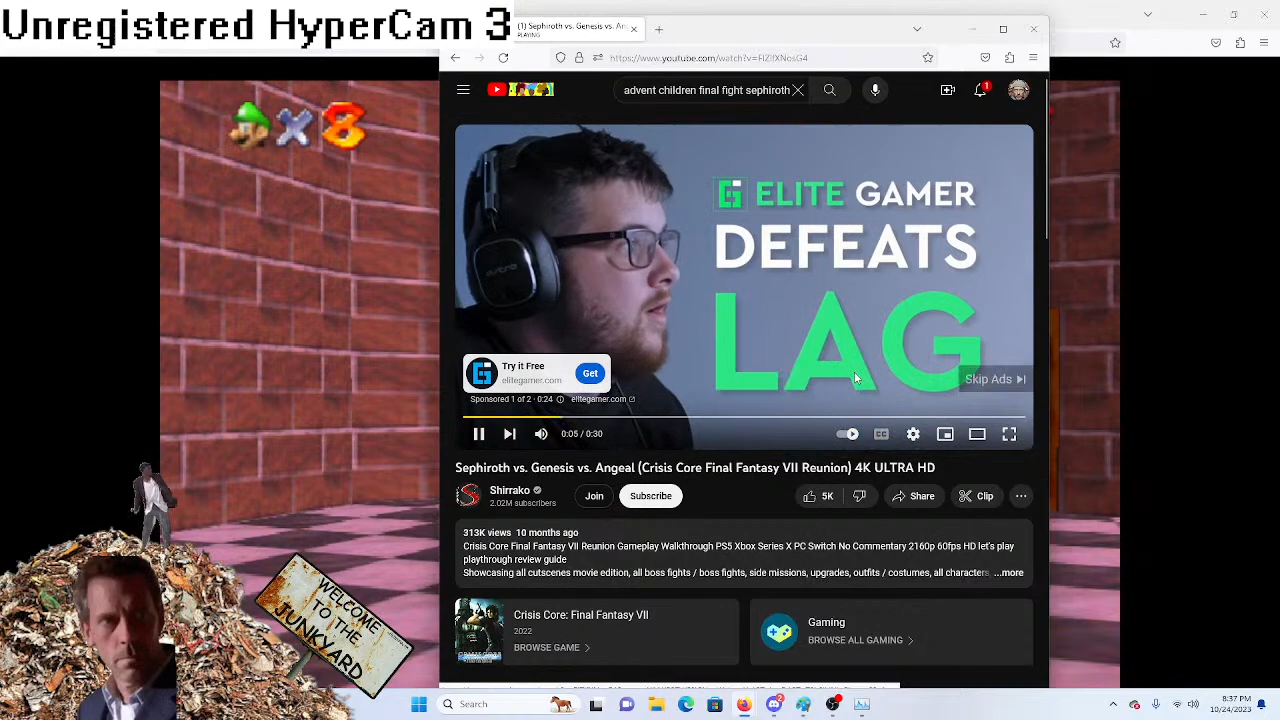 Unregistered HyperCam 3
(1) Sephiroth vs. Genesis vs. An
PLAYING
x 8
advent children final fight sephiroth
1
ELITE GAMER
DEFEATS
LAG
Try it Free
elitegamer.com
Get
Skip Ads
Sponsored 1 of 2 · 0:24
elitegamer.com
0:05 / 0:30
Sephiroth vs. Genesis vs. Angeal (Crisis Core Final Fantasy VII Reunion) 4K ULTRA HD
Shirrako
2.02M subscribers
Join
Subscribe
5K
Share
Clip
313K views 10 months ago
Crisis Core Final Fantasy VII Reunion Gameplay Walkthrough PS5 Xbox Series X PC Switch No Commentary 2160p 60fps HD let's play
playthrough review guide
Showcasing all cutscenes movie edition, all boss fights / boss fights, side missions, upgrades, outfits / costumes, all characters ...more
Crisis Core: Final Fantasy VII
2022
BROWSE GAME
Gaming
BROWSE ALL GAMING
WELCOME
TO THE
JUNKYARD
Search
8:37 PM
10/24/2023